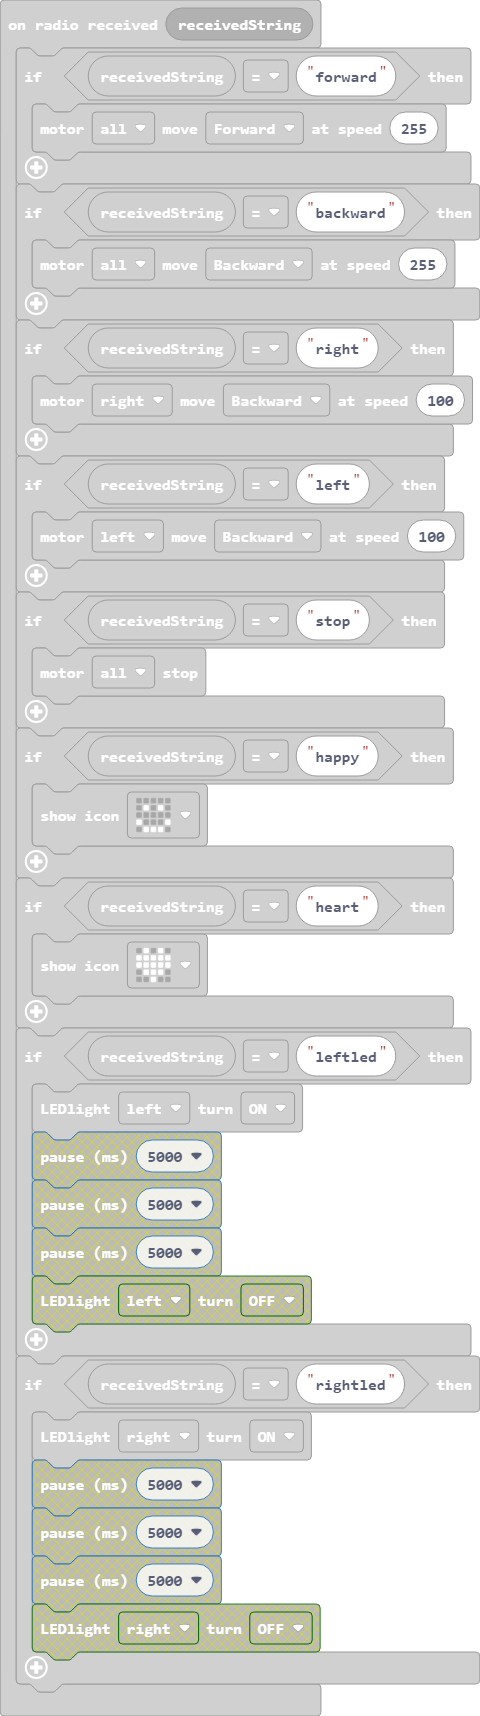 on radio received receivedString
if receivedString = "forward" then
motor all move Forward at speed 255
if receivedString = "backward" then
motor all move Backward at speed 255
if receivedString = "right" then
motor right move Backward at speed 100
if receivedString = "left" then
motor left move Backward at speed 100
if receivedString = "stop" then
motor all stop
if receivedString = "happy" then
show icon
if receivedString = "heart" then
show icon
if receivedString = "leftled" then
LEDlight left turn ON
pause (ms) 5000
pause (ms) 5000
pause (ms) 5000
LEDlight left turn OFF
if receivedString = "rightled" then
LEDlight right turn ON
pause (ms) 5000
pause (ms) 5000
pause (ms) 5000
LEDlight right turn OFF